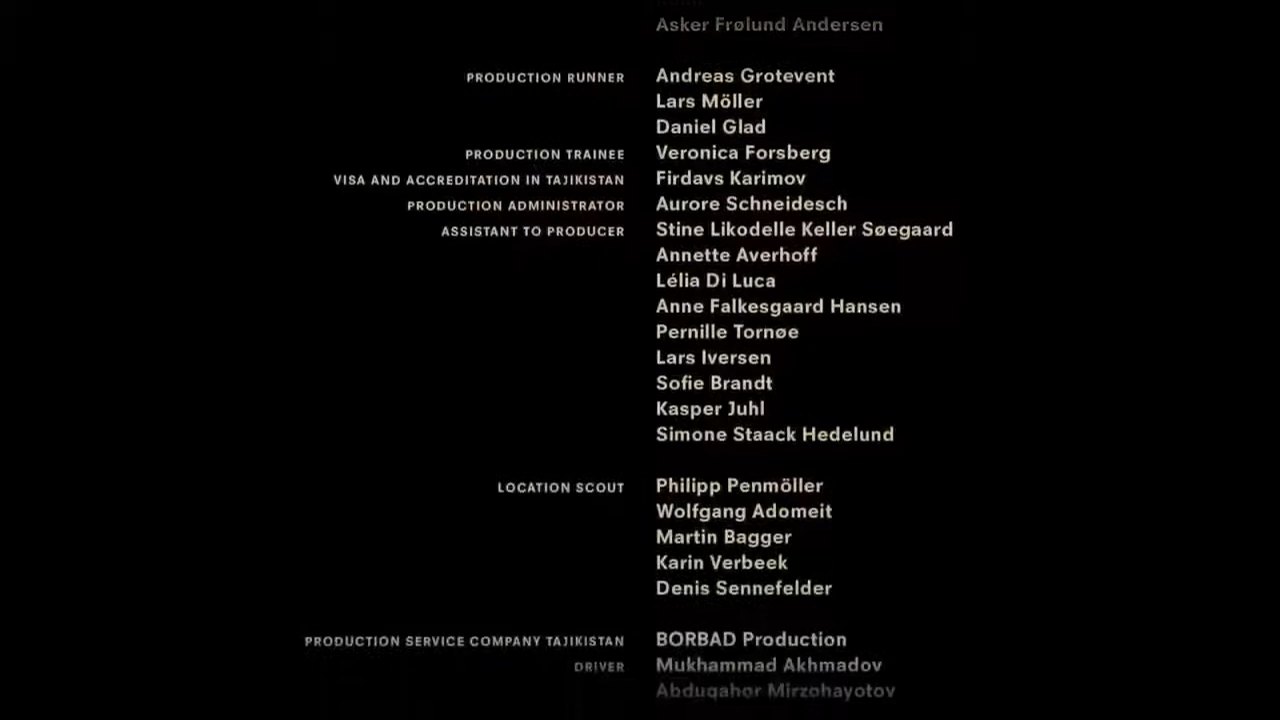 Asker Frølund Andersen
PRODUCTION RUNNER Andreas Grotevent
Lars Möller
Daniel Glad
PRODUCTION TRAINEE Veronica Forsberg
VISA AND ACCREDITATION IN TAJIKISTAN Firdavs Karimov
PRODUCTION ADMINISTRATOR Aurore Schneidesch
ASSISTANT TO PRODUCER Stine Likodelle Keller Søegaard
Annette Averhoff
Lélia Di Luca
Anne Falkesgaard Hansen
Pernille Tornøe
Lars Iversen
Sofie Brandt
Kasper Juhl
Simone Staack Hedelund
LOCATION SCOUT Philipp Penmöller
Wolfgang Adomeit
Martin Bagger
Karin Verbeek
Denis Sennefelder
PRODUCTION SERVICE COMPANY TAJIKISTAN BORBAD Production
DRIVER Mukhammad Akhmadov
Abduqahor Mirzohayotov